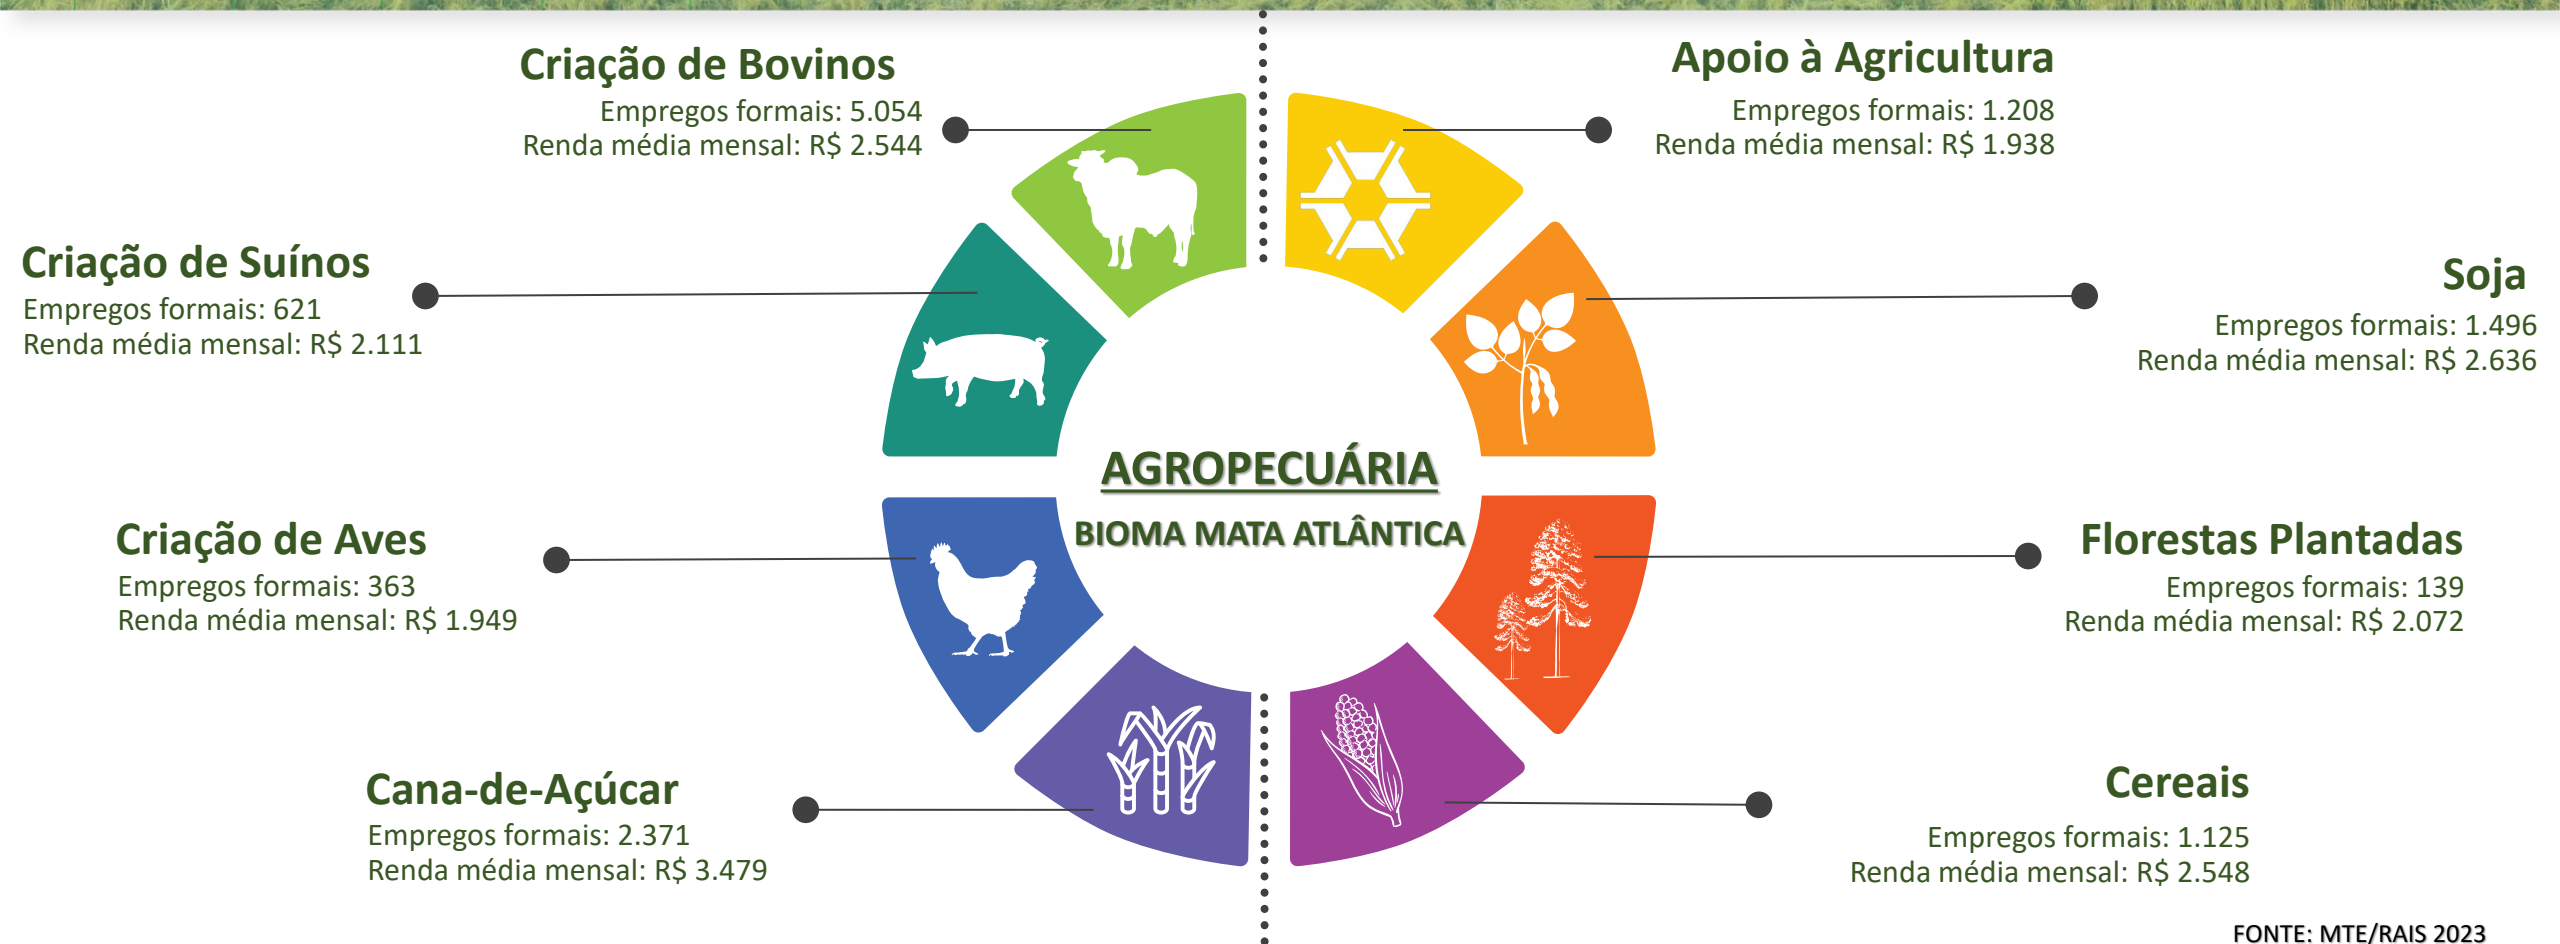 Criação de Bovinos
Empregos formais: 5.054
Renda média mensal: R$ 2.544
Apoio à Agricultura
Empregos formais: 1.208
Renda média mensal: R$ 1.938
Criação de Suínos
Empregos formais: 621
Renda média mensal: R$ 2.111
Soja
Empregos formais: 1.496
Renda média mensal: R$ 2.636
AGROPECUÁRIA
BIOMA MATA ATLÂNTICA
Criação de Aves
Empregos formais: 363
Renda média mensal: R$ 1.949
Florestas Plantadas
Empregos formais: 139
Renda média mensal: R$ 2.072
Cana-de-Açúcar
Empregos formais: 2.371
Renda média mensal: R$ 3.479
Cereais
Empregos formais: 1.125
Renda média mensal: R$ 2.548
FONTE: MTE/RAIS 2023